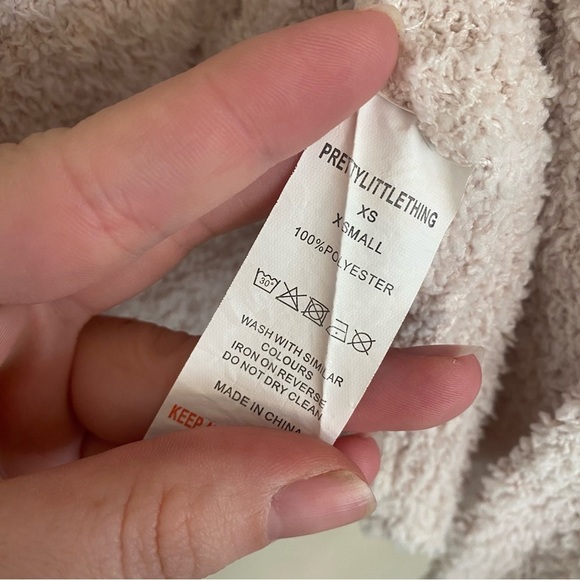 PRETTYLITTLETHING
XS
XSMALL
100%POLYESTER
30°
WASH WITH SIMILAR
COLOURS
IRON ON REVERSE
DO NOT DRY CLEAN
MADE IN CHINA
KEEP